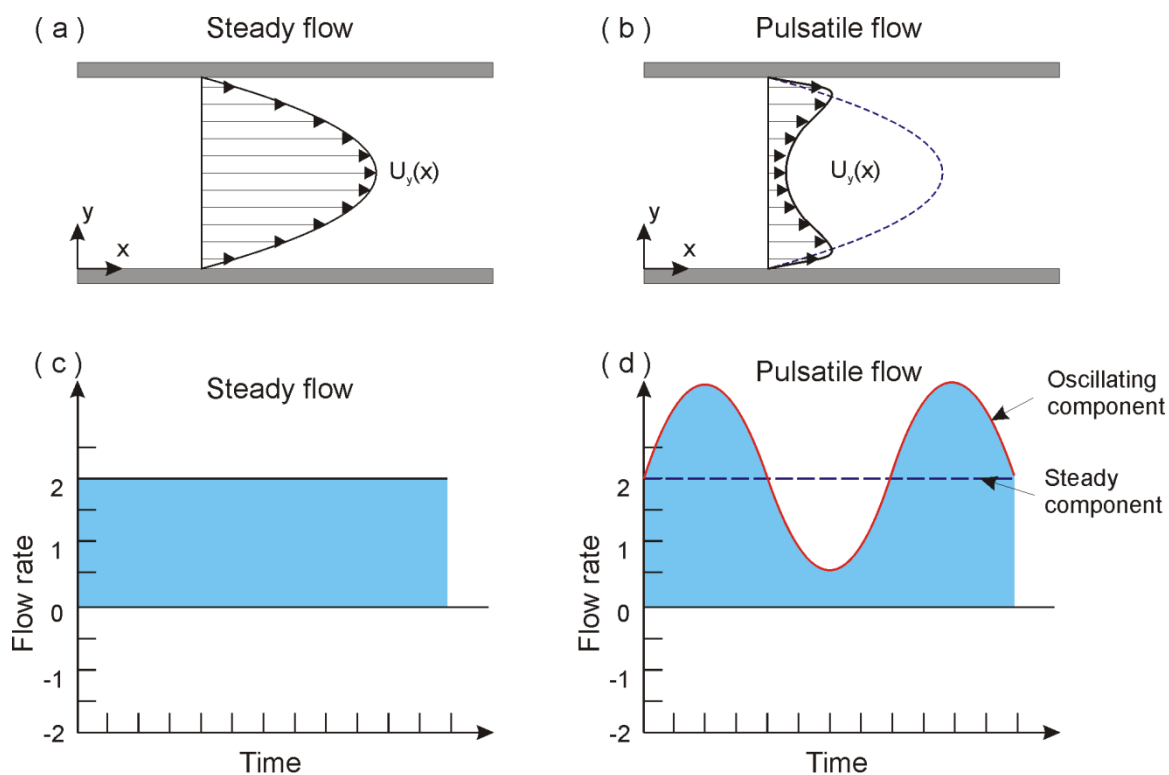 ( a )
Steady flow
U_y(x)
y
x
( b )
Pulsatile flow
U_y(x)
y
x
( c )
Steady flow
2
1
0
-1
-2
Flow rate
Time
( d )
Pulsatile flow
Oscillating
component
Steady
component
2
1
0
-1
-2
Flow rate
Time